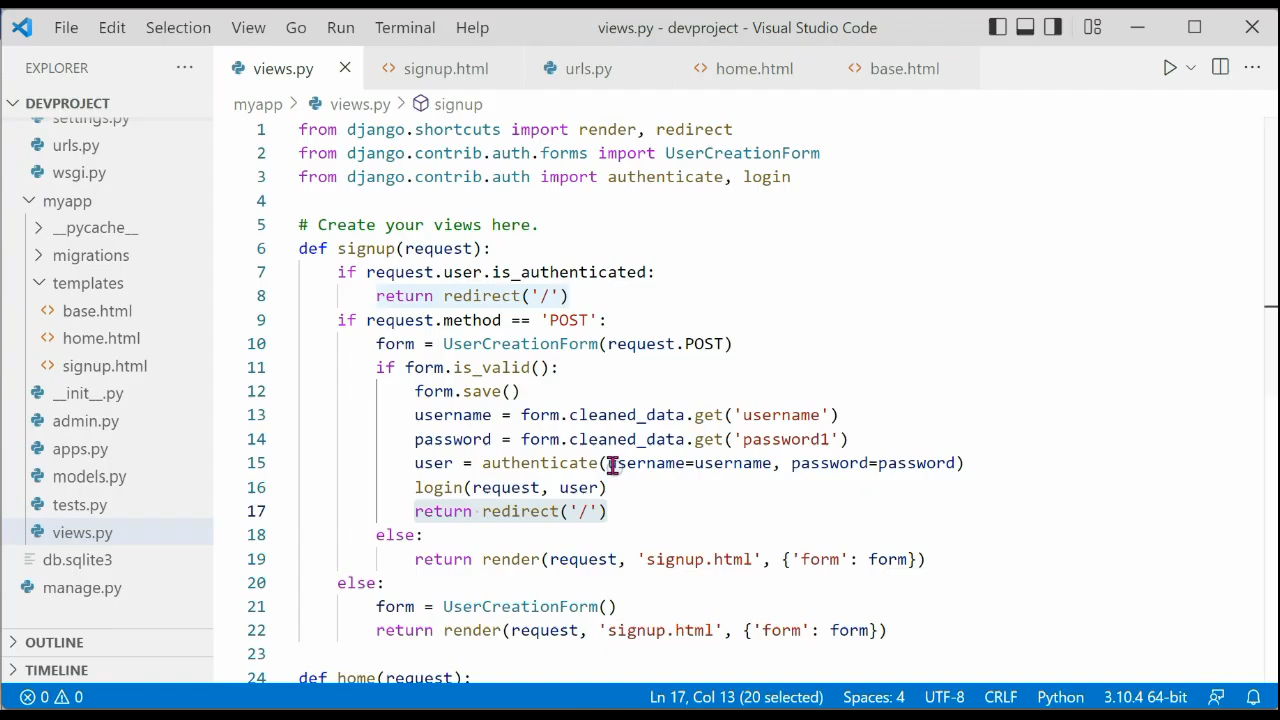 File Edit Selection View Go Run Terminal Help views.py - devproject - Visual Studio Code
EXPLORER ···
views.py signup.html urls.py home.html base.html
DEVPROJECT
settings.py
urls.py
wsgi.py
myapp
__pycache__
migrations
templates
base.html
home.html
signup.html
__init__.py
admin.py
apps.py
models.py
tests.py
views.py
db.sqlite3
manage.py
OUTLINE
TIMELINE
myapp > views.py > signup
1 from django.shortcuts import render, redirect
2 from django.contrib.auth.forms import UserCreationForm
3 from django.contrib.auth import authenticate, login
4
5 # Create your views here.
6 def signup(request):
7 if request.user.is_authenticated:
8 return redirect('/')
9 if request.method == 'POST':
10 form = UserCreationForm(request.POST)
11 if form.is_valid():
12 form.save()
13 username = form.cleaned_data.get('username')
14 password = form.cleaned_data.get('password1')
15 user = authenticate(username=username, password=password)
16 login(request, user)
17 return redirect('/')
18 else:
19 return render(request, 'signup.html', {'form': form})
20 else:
21 form = UserCreationForm()
22 return render(request, 'signup.html', {'form': form})
23
24 def home(request):
0 0 Ln 17, Col 13 (20 selected) Spaces: 4 UTF-8 CRLF Python 3.10.4 64-bit